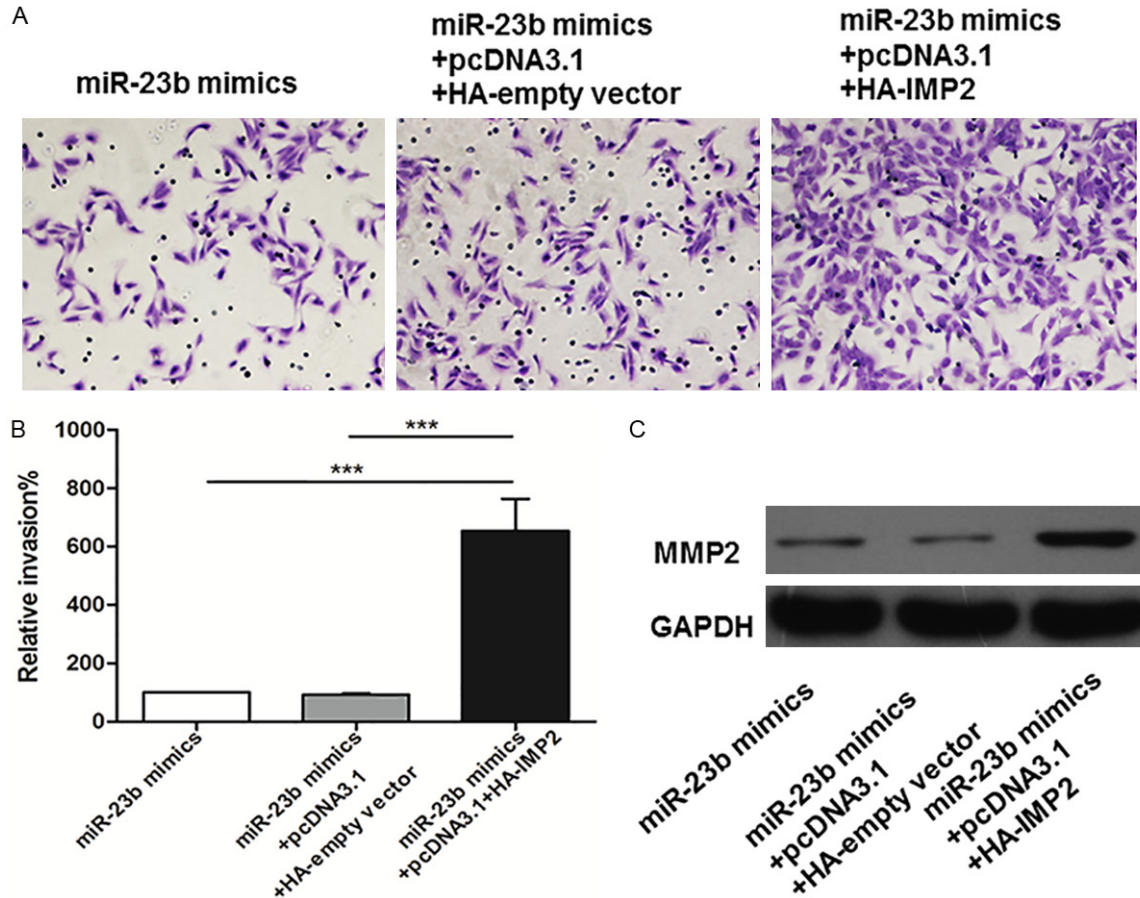 A
miR-23b mimics
miR-23b mimics
+pcDNA3.1
+HA-empty vector
miR-23b mimics
+pcDNA3.1
+HA-IMP2
B
Relative invasion%
1000
800
600
400
200
0
***
***
miR-23b mimics
miR-23b mimics
+pcDNA3.1
+HA-empty vector
miR-23b mimics
+pcDNA3.1+HA-IMP2
C
MMP2
GAPDH
miR-23b mimics
miR-23b mimics
+pcDNA3.1
+HA-empty vector
miR-23b mimics
+pcDNA3.1
+HA-IMP2